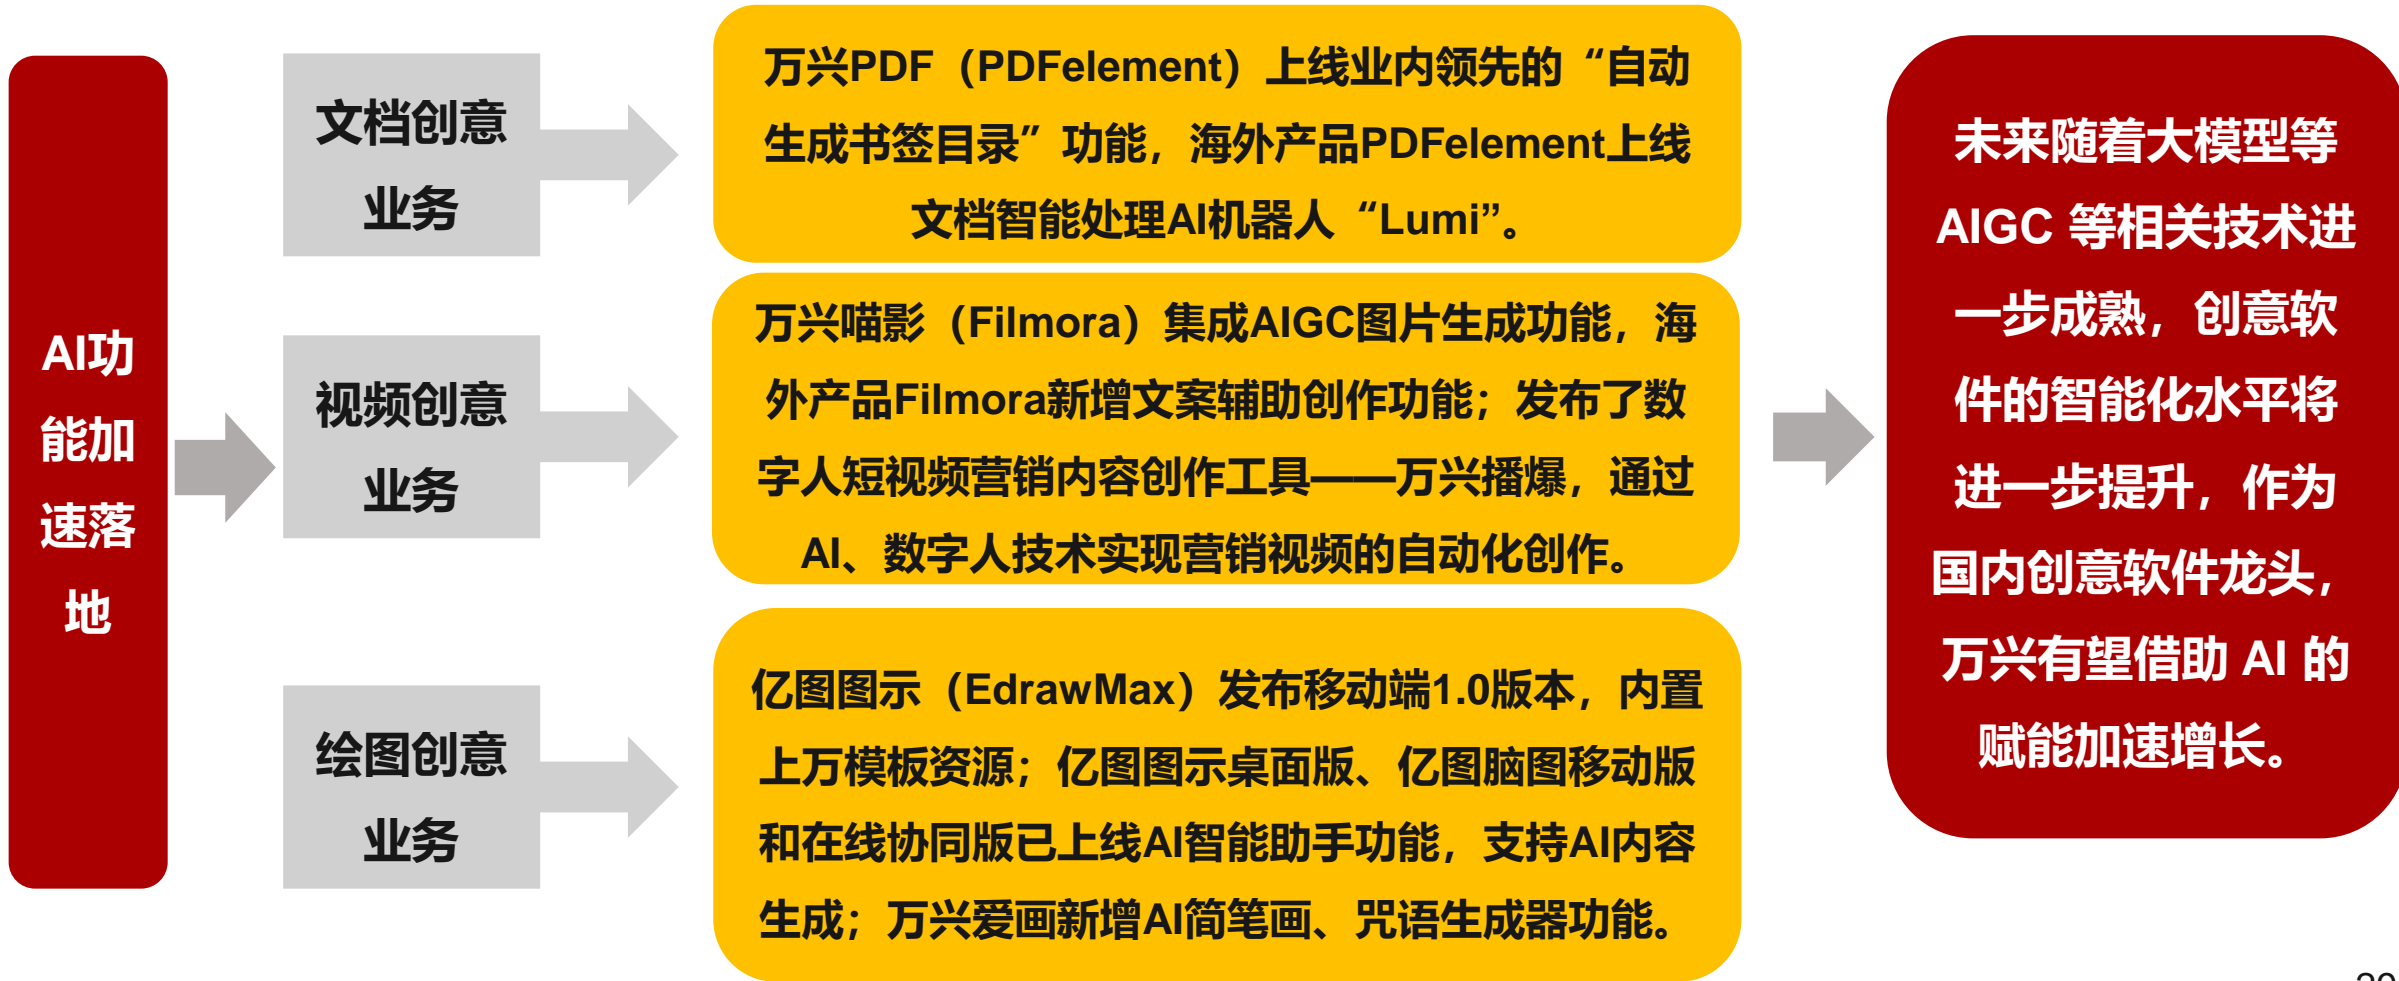 AI功
能加
速落
地
文档创意
业务
万兴PDF（PDFelement）上线业内领先的“自动
生成书签目录”功能，海外产品PDFelement上线
文档智能处理AI机器人“Lumi”。
视频创意
业务
万兴喵影（Filmora）集成AIGC图片生成功能，海
外产品Filmora新增文案辅助创作功能；发布了数
字人短视频营销内容创作工具——万兴播爆，通过
AI、数字人技术实现营销视频的自动化创作。
绘图创意
业务
亿图图示（EdrawMax）发布移动端1.0版本，内置
上万模板资源；亿图图示桌面版、亿图脑图移动版
和在线协同版已上线AI智能助手功能，支持AI内容
生成；万兴爱画新增AI简笔画、咒语生成器功能。
未来随着大模型等
AIGC 等相关技术进
一步成熟，创意软
件的智能化水平将
进一步提升，作为
国内创意软件龙头，
万兴有望借助 AI 的
赋能加速增长。